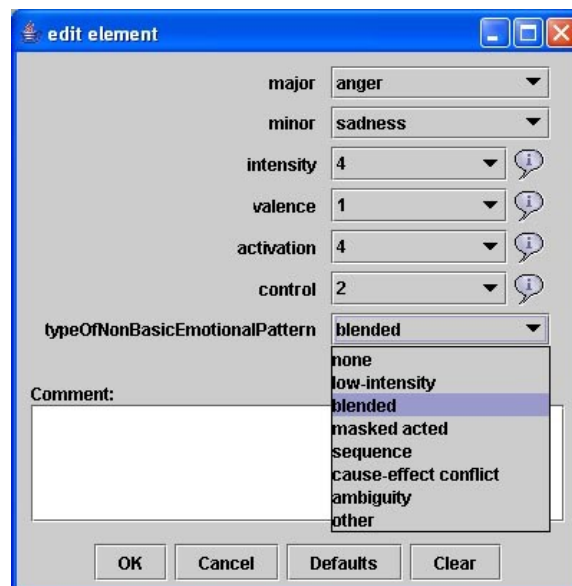 edit element
major anger
minor sadness
intensity 4
valence 1
activation 4
control 2
typeOfNonBasicEmotionalPattern blended
none
low-intensity
blended
masked acted
sequence
cause-effect conflict
ambiguity
other
Comment:
OK Cancel Defaults Clear